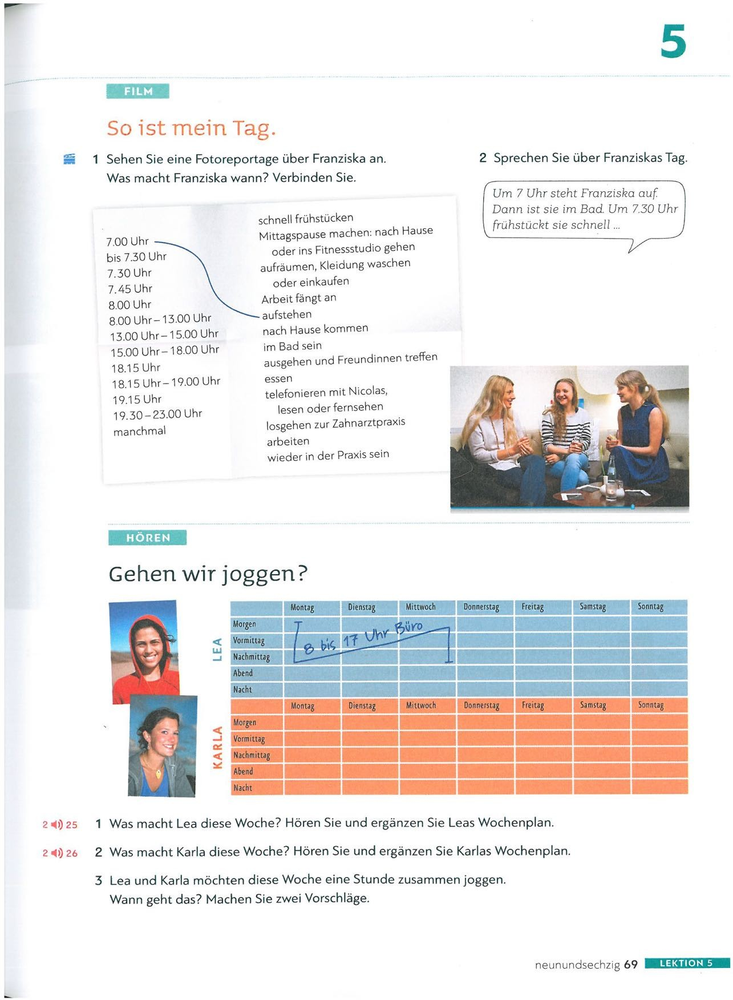 5
FILM
So ist mein Tag.
1 Sehen Sie eine Fotoreportage über Franziska an.
Was macht Franziska wann? Verbinden Sie.
7.00 Uhr
bis 7.30 Uhr
7.30 Uhr
7.45 Uhr
8.00 Uhr
8.00 Uhr – 13.00 Uhr
13.00 Uhr – 15.00 Uhr
15.00 Uhr – 18.00 Uhr
18.15 Uhr
18.15 Uhr – 19.00 Uhr
19.15 Uhr
19.30 – 23.00 Uhr
manchmal
schnell frühstücken
Mittagspause machen: nach Hause
oder ins Fitnessstudio gehen
aufräumen, Kleidung waschen
oder einkaufen
Arbeit fängt an
aufstehen
nach Hause kommen
im Bad sein
ausgehen und Freundinnen treffen
essen
telefonieren mit Nicolas,
lesen oder fernsehen
losgehen zur Zahnarztpraxis
arbeiten
wieder in der Praxis sein
2 Sprechen Sie über Franziskas Tag.
Um 7 Uhr steht Franziska auf.
Dann ist sie im Bad. Um 7.30 Uhr
frühstückt sie schnell ...
HÖREN
Gehen wir joggen?
LEA
Montag Dienstag Mittwoch Donnerstag Freitag Samstag Sonntag
Morgen
Vormittag
Nachmittag
Abend
Nacht
8 bis 17 Uhr Büro
KARLA
Montag Dienstag Mittwoch Donnerstag Freitag Samstag Sonntag
Morgen
Vormittag
Nachmittag
Abend
Nacht
2 25 1 Was macht Lea diese Woche? Hören Sie und ergänzen Sie Leas Wochenplan.
2 26 2 Was macht Karla diese Woche? Hören Sie und ergänzen Sie Karlas Wochenplan.
3 Lea und Karla möchten diese Woche eine Stunde zusammen joggen.
Wann geht das? Machen Sie zwei Vorschläge.
neunundsechzig 69 LEKTION 5